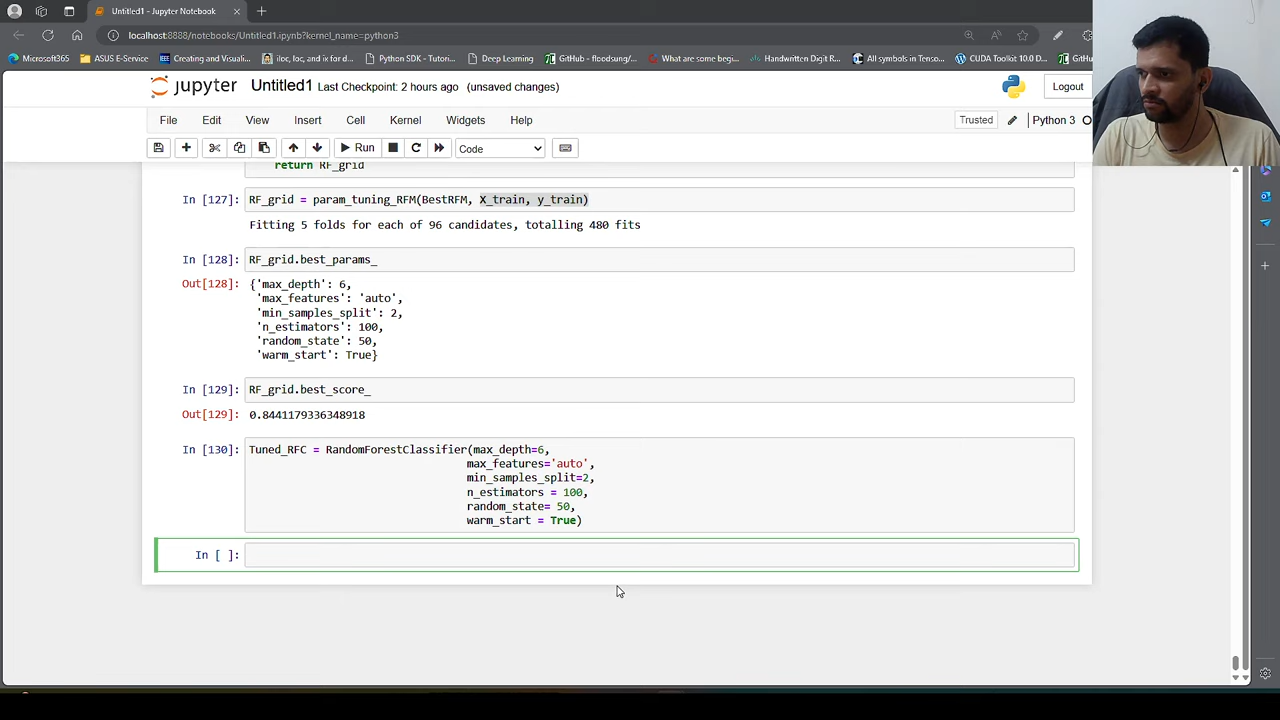 Untitled1 - Jupyter Notebook
localhost:8888/notebooks/Untitled1.ipynb?kernel_name=python3
Microsoft365 ASUS E-Service Creating and Visuali... iloc, loc, and ix for d... Python SDK - Tutori... Deep Learning GitHub - floodsung/... What are some begi... Handwritten Digit R... All symbols in Tenso... CUDA Toolkit 10.0 D...
jupyter Untitled1 Last Checkpoint: 2 hours ago (unsaved changes) Logout
File Edit View Insert Cell Kernel Widgets Help Trusted Python 3
Run Code
return RF_grid
In [127]: RF_grid = param_tuning_RFM(BestRFM, X_train, y_train)
Fitting 5 folds for each of 96 candidates, totalling 480 fits
In [128]: RF_grid.best_params_
Out[128]: {'max_depth': 6,
'max_features': 'auto',
'min_samples_split': 2,
'n_estimators': 100,
'random_state': 50,
'warm_start': True}
In [129]: RF_grid.best_score_
Out[129]: 0.8441179336348918
In [130]: Tuned_RFC = RandomForestClassifier(max_depth=6,
max_features='auto',
min_samples_split=2,
n_estimators = 100,
random_state= 50,
warm_start = True)
In [ ]: